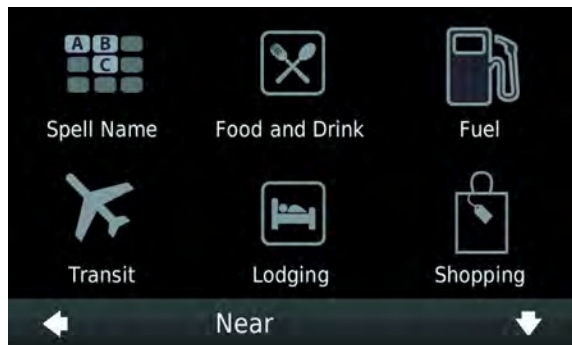 A B
C
Spell Name
Food and Drink
Fuel
Transit
Lodging
Shopping
Near